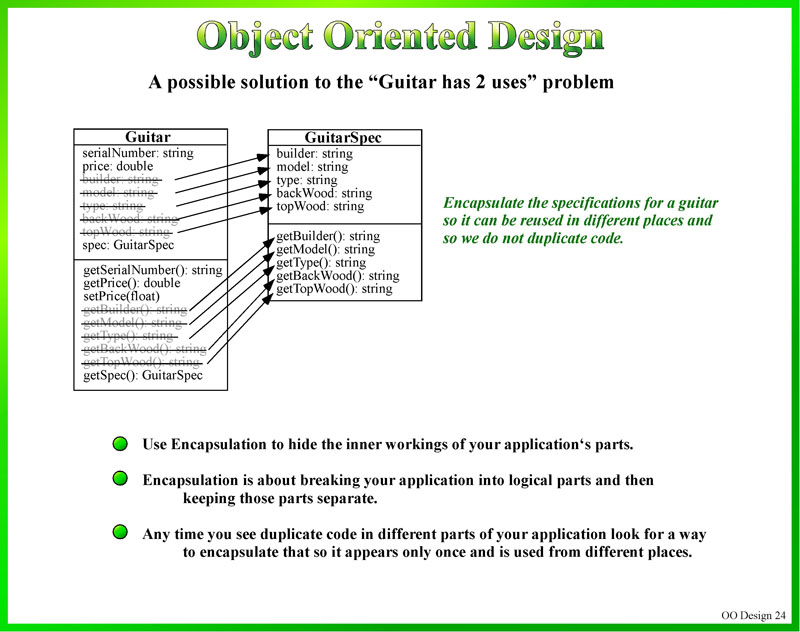 Object Oriented Design
A possible solution to the “Guitar has 2 uses” problem
Guitar
serialNumber: string
price: double
builder: string
model: string
type: string
backWood: string
topWood: string
spec: GuitarSpec
getSerialNumber(): string
getPrice(): double
setPrice(float)
getBuilder(): string
getModel(): string
getType(): string
getBackWood(): string
getTopWood(): string
getSpec(): GuitarSpec
GuitarSpec
builder: string
model: string
type: string
backWood: string
topWood: string
getBuilder(): string
getModel(): string
getType(): string
getBackWood(): string
getTopWood(): string
Encapsulate the specifications for a guitar
so it can be reused in different places and
so we do not duplicate code.
Use Encapsulation to hide the inner workings of your application‘s parts.
Encapsulation is about breaking your application into logical parts and then
keeping those parts separate.
Any time you see duplicate code in different parts of your application look for a way
to encapsulate that so it appears only once and is used from different places.
OO Design 24